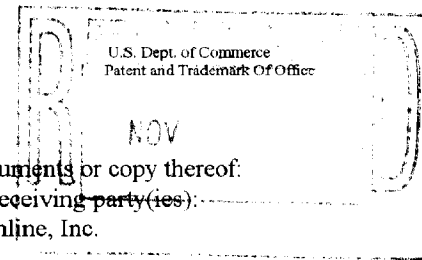 U.S. Dept. of Commerce
Patent and Trademark Of Office
NOV
uments or copy thereof:
eceiving party(ies):
nline, Inc.